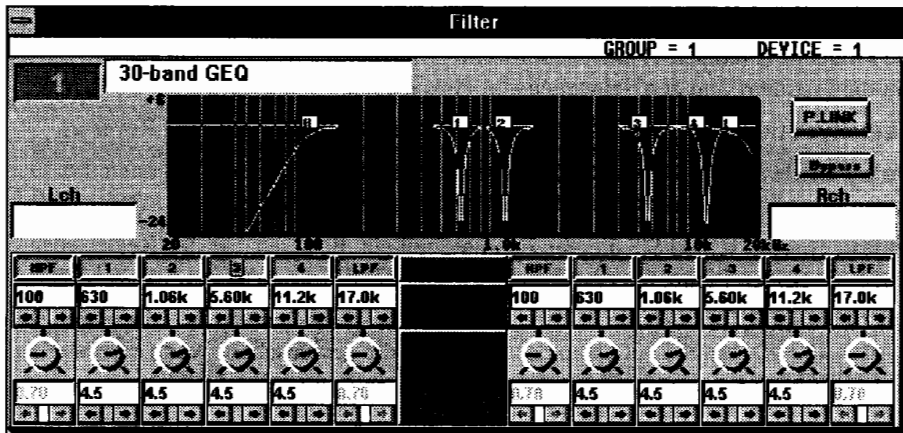 Filter
GROUP = 1 DEVICE = 1
1 30-band GEQ
P.LINK
Bypass
Lch Rch
-24
20 100 1.0k 10k 20k
HPF 1 2 3 4 LPF HPF 1 2 3 4 LPF
100 630 1.06k 5.60k 11.2k 17.0k 100 630 1.06k 5.60k 11.2k 17.0k
0.70 4.5 4.5 4.5 4.5 0.70 0.70 4.5 4.5 4.5 4.5 0.70